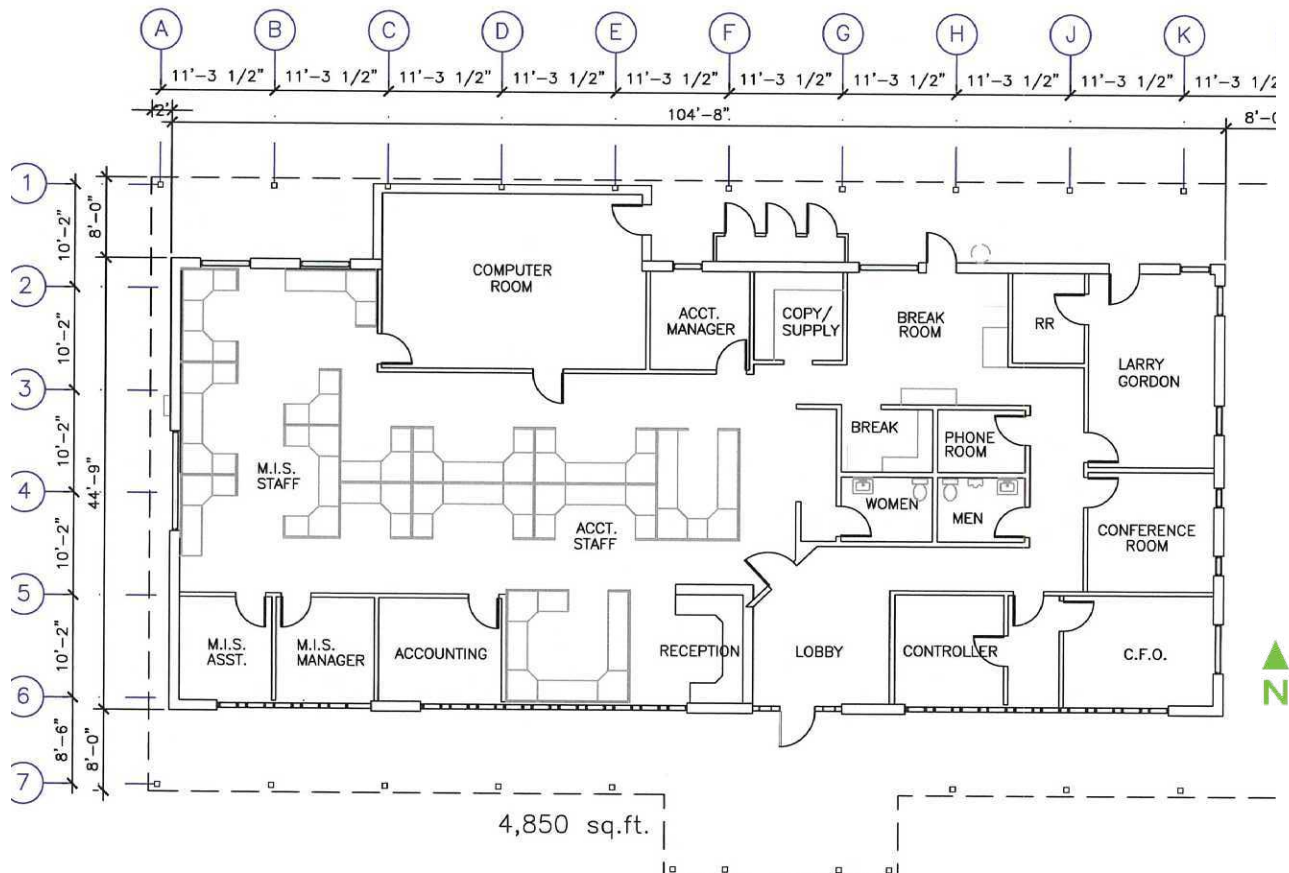 A B C D E F G H J K
11'-3 1/2" 11'-3 1/2" 11'-3 1/2" 11'-3 1/2" 11'-3 1/2" 11'-3 1/2" 11'-3 1/2" 11'-3 1/2" 11'-3 1/2"
2' 104'-8"
1
10'-2"
8'-0"
2
10'-2"
3
10'-2"
4
10'-2"
44'-9"
5
10'-2"
6
8'-6"
8'-0"
7
COMPUTER
ROOM
ACCT.
MANAGER
COPY/
SUPPLY
BREAK
ROOM
RR
LARRY
GORDON
M.I.S.
STAFF
BREAK
PHONE
ROOM
ACCT.
STAFF
WOMEN
MEN
CONFERENCE
ROOM
M.I.S.
ASST.
M.I.S.
MANAGER
ACCOUNTING
RECEPTION
LOBBY
CONTROLLER
C.F.O.
N
4,850 sq.ft.